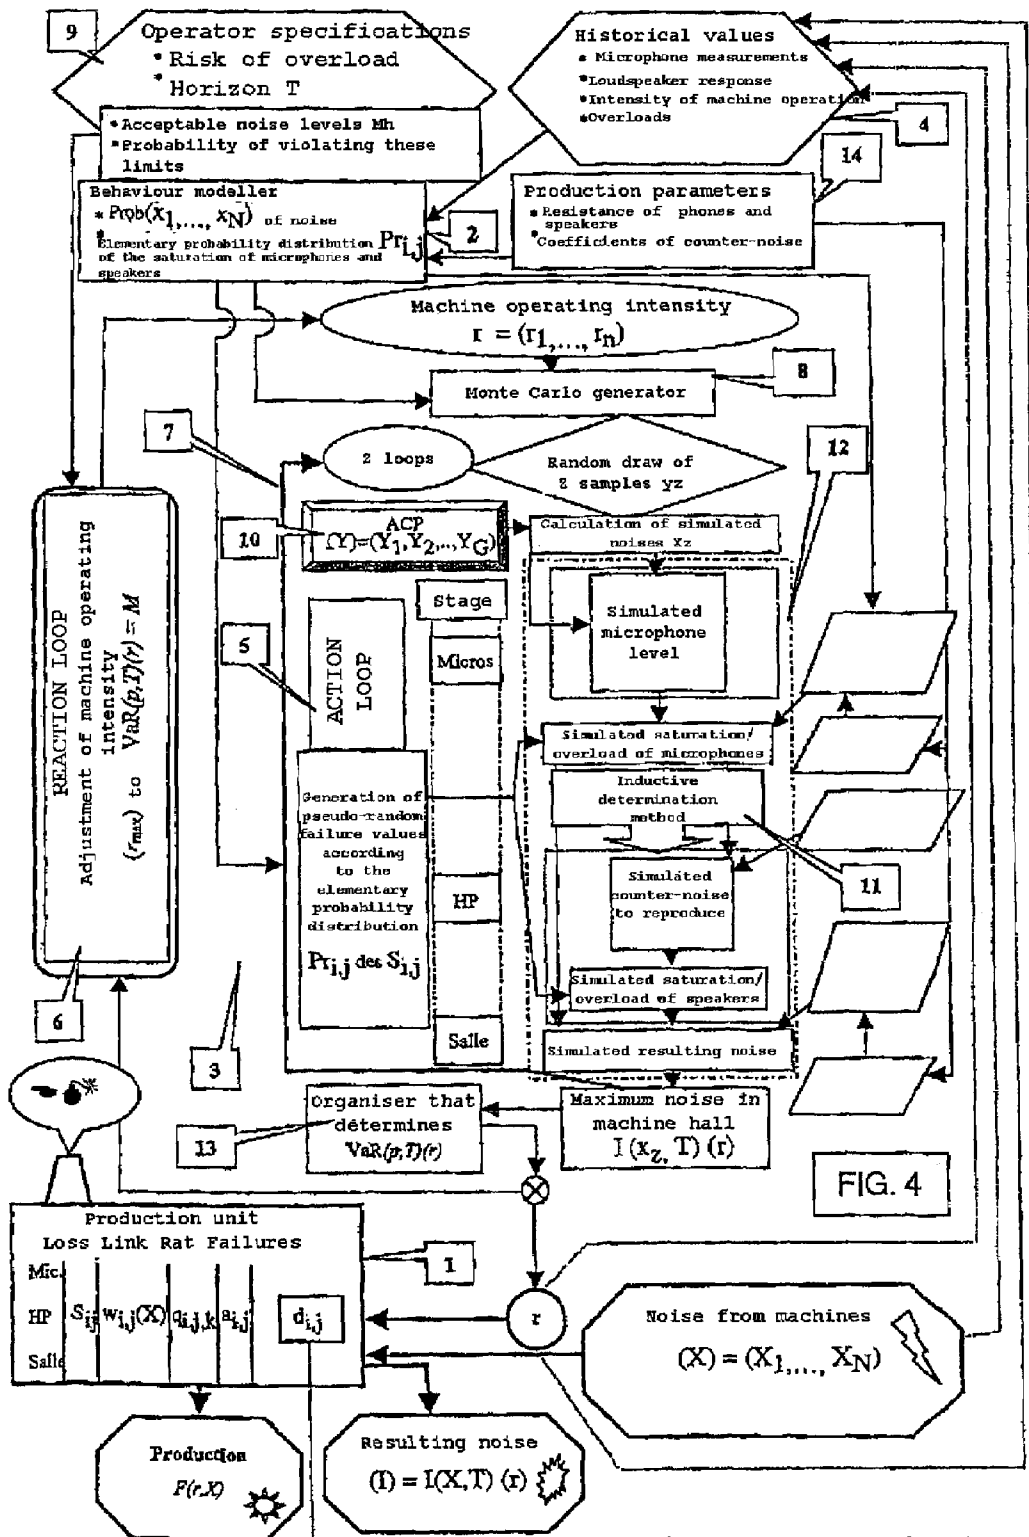 9
Operator specifications
* Risk of overload
* Horizon T
* Acceptable noise levels Mh
* Probability of violating these
limits
Historical values
* Microphone measurements
* Loudspeaker response
* Intensity of machine operation
* Overloads
4
14
Behaviour modeller
* Prob(x1,..., xN) of noise
* Elementary probability distribution Pri,j
of the saturation of microphones and
speakers
2
Production parameters
* Resistance of phones and
speakers
* Coefficients of counter-noise
Machine operating intensity
r = (r1,..., rn)
8
Monte Carlo generator
7
Z loops
Random draw of
Z samples yz
12
10
ACP
(Y)=(Y1,Y2,..,YG)
Calculation of simulated
noises Xz
REACTION LOOP
Adjustment of machine operating
intensity
(rmax) to VaR(p,T)(r) = M
5
ACTION
LOOP
Stage
Micros
HP
Salle
Simulated
microphone
level
Simulated saturation/
overload of microphones
Generation of
pseudo-random
failure values
according
to the
elementary
probability
distribution
Pri,j des Si,j
Inductive
determination
method
Simulated
counter-noise
to reproduce
11
Simulated saturation/
overload of speakers
Simulated resulting noise
6
3
13
Organiser that
détermines
VaR(p,T)(r)
Maximum noise in
machine hall
I(xz, T) (r)
FIG. 4
Production unit
Loss Link Rat Failures
1
Mic.
HP Sij wi,j(X) qi,j,k ai,j di,j
Salle
r
Noise from machines
(X) = (X1,..., XN)
Production
F(r,X)
Resulting noise
(I) = I(X,T) (r)